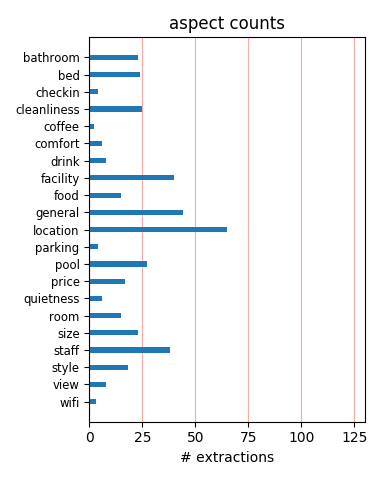 aspect counts
bathroom
bed
checkin
cleanliness
coffee
comfort
drink
facility
food
general
location
parking
pool
price
quietness
room
size
staff
style
view
wifi
0 25 50 75 100 125
# extractions